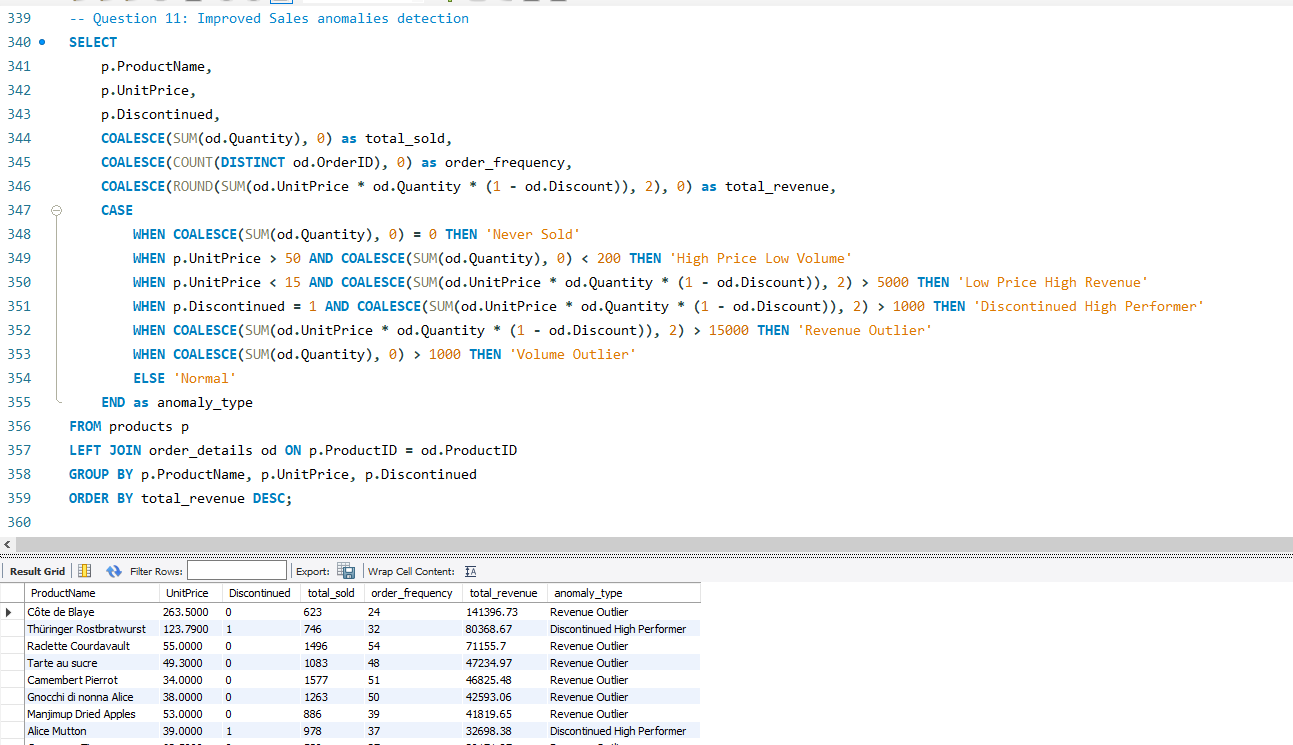 339 -- Question 11: Improved Sales anomalies detection
340 SELECT
341 p.ProductName,
342 p.UnitPrice,
343 p.Discontinued,
344 COALESCE(SUM(od.Quantity), 0) as total_sold,
345 COALESCE(COUNT(DISTINCT od.OrderID), 0) as order_frequency,
346 COALESCE(ROUND(SUM(od.UnitPrice * od.Quantity * (1 - od.Discount)), 2), 0) as total_revenue,
347 CASE
348 WHEN COALESCE(SUM(od.Quantity), 0) = 0 THEN 'Never Sold'
349 WHEN p.UnitPrice > 50 AND COALESCE(SUM(od.Quantity), 0) < 200 THEN 'High Price Low Volume'
350 WHEN p.UnitPrice < 15 AND COALESCE(SUM(od.UnitPrice * od.Quantity * (1 - od.Discount)), 2) > 5000 THEN 'Low Price High Revenue'
351 WHEN p.Discontinued = 1 AND COALESCE(SUM(od.UnitPrice * od.Quantity * (1 - od.Discount)), 2) > 1000 THEN 'Discontinued High Performer'
352 WHEN COALESCE(SUM(od.UnitPrice * od.Quantity * (1 - od.Discount)), 2) > 15000 THEN 'Revenue Outlier'
353 WHEN COALESCE(SUM(od.Quantity), 0) > 1000 THEN 'Volume Outlier'
354 ELSE 'Normal'
355 END as anomaly_type
356 FROM products p
357 LEFT JOIN order_details od ON p.ProductID = od.ProductID
358 GROUP BY p.ProductName, p.UnitPrice, p.Discontinued
359 ORDER BY total_revenue DESC;
360
Result Grid Filter Rows: Export: Wrap Cell Content:
ProductName UnitPrice Discontinued total_sold order_frequency total_revenue anomaly_type
Côte de Blaye 263.5000 0 623 24 141396.73 Revenue Outlier
Thüringer Rostbratwurst 123.7900 1 746 32 80368.67 Discontinued High Performer
Raclette Courdavault 55.0000 0 1496 54 71155.7 Revenue Outlier
Tarte au sucre 49.3000 0 1083 48 47234.97 Revenue Outlier
Camembert Pierrot 34.0000 0 1577 51 46825.48 Revenue Outlier
Gnocchi di nonna Alice 38.0000 0 1263 50 42593.06 Revenue Outlier
Manjimup Dried Apples 53.0000 0 886 39 41819.65 Revenue Outlier
Alice Mutton 39.0000 1 978 37 32698.38 Discontinued High Performer